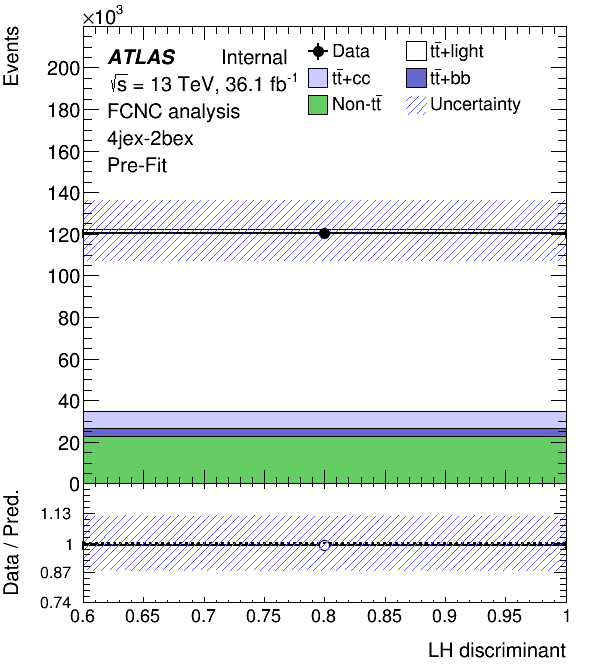 ×10³
Events
ATLAS Internal
√s = 13 TeV, 36.1 fb⁻¹
FCNC analysis
4jex-2bex
Pre-Fit
Data
tt̄+light
tt̄+cc
tt̄+bb
Non-tt̄
Uncertainty
200
180
160
140
120
100
80
60
40
20
0
Data / Pred.
1.13
1
0.87
0.74
0.6 0.65 0.7 0.75 0.8 0.85 0.9 0.95 1
LH discriminant